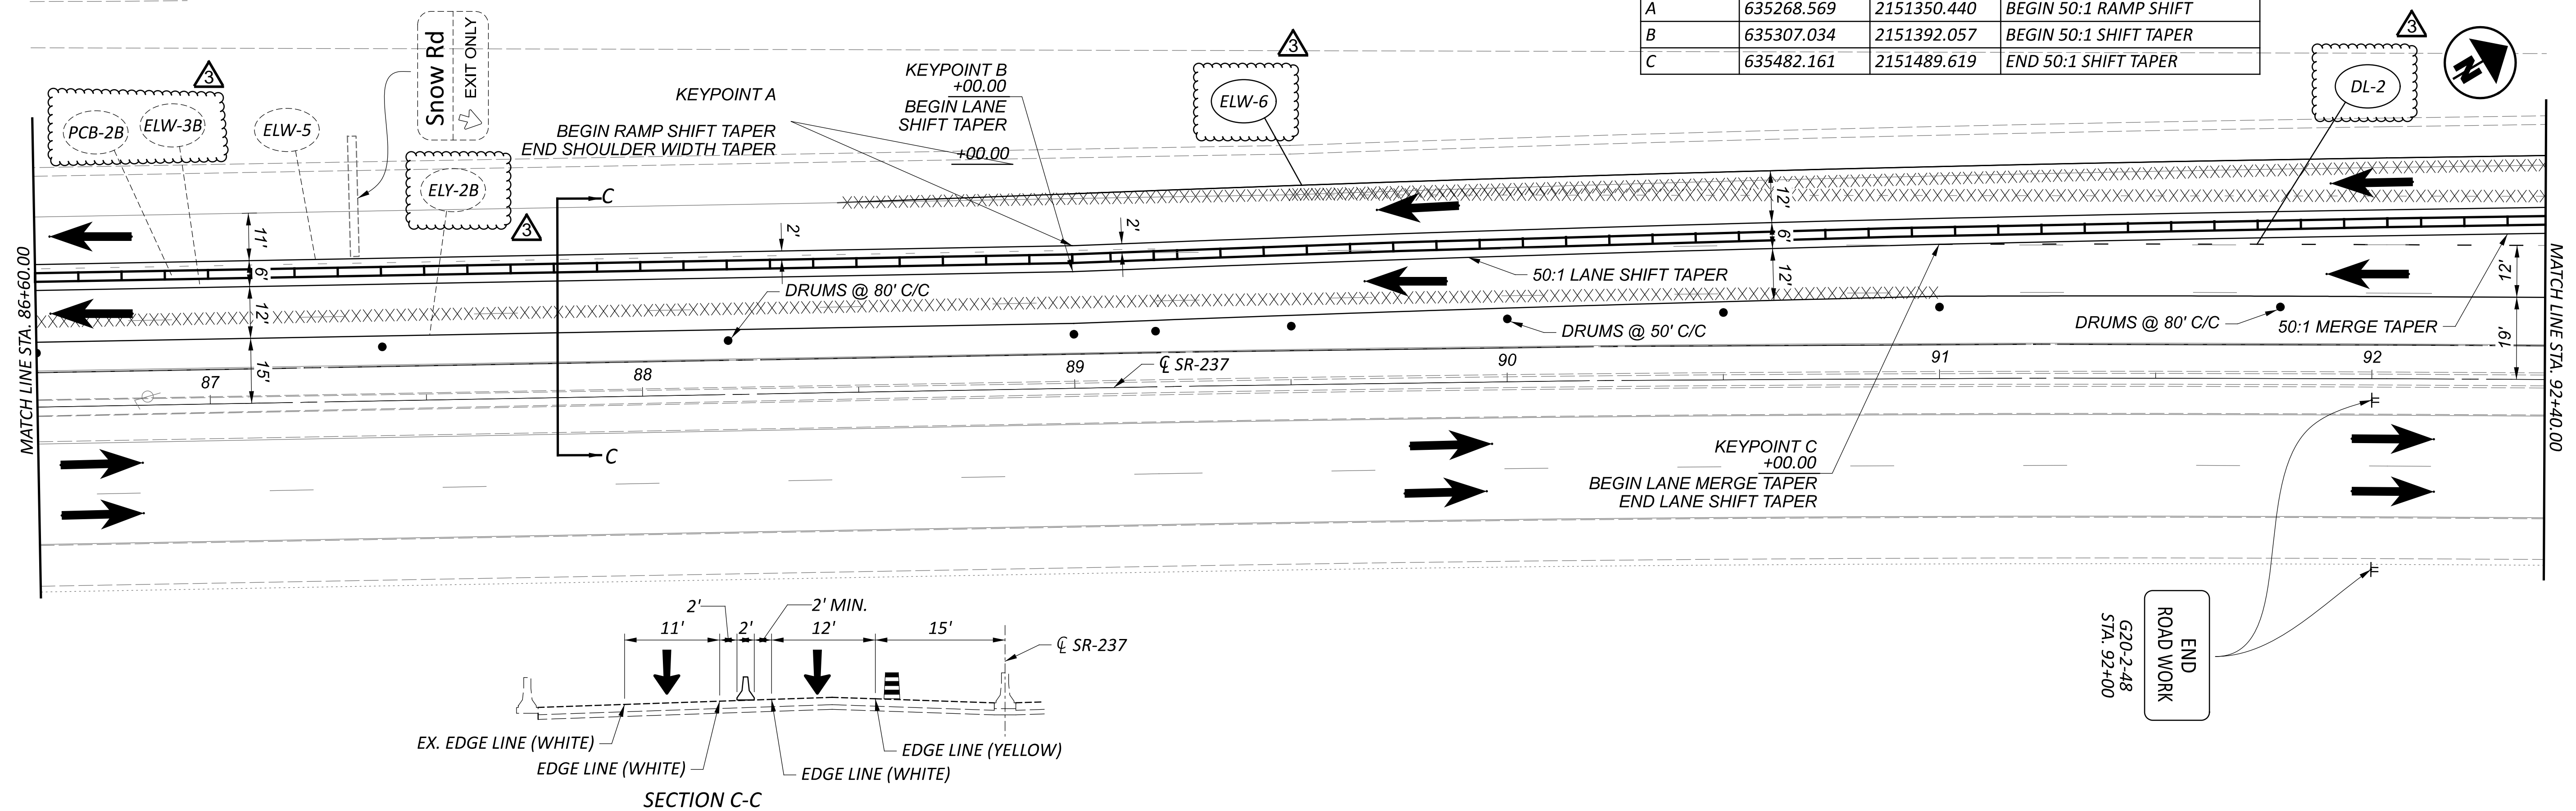 A 635268.569 2151350.440 BEGIN 50:1 RAMP SHIFT
B 635307.034 2151392.057 BEGIN 50:1 SHIFT TAPER
C 635482.161 2151489.619 END 50:1 SHIFT TAPER
N
Snow Rd
EXIT ONLY
3
PCB-2B
ELW-3B
ELW-5
ELY-2B
3
KEYPOINT A
BEGIN RAMP SHIFT TAPER
END SHOULDER WIDTH TAPER
+00.00
KEYPOINT B
+00.00
BEGIN LANE
SHIFT TAPER
3
ELW-6
3
DL-2
C
C
11'
6'
12'
15'
2'
2'
12'
6'
12'
12'
19'
DRUMS @ 80' C/C
50:1 LANE SHIFT TAPER
DRUMS @ 50' C/C
DRUMS @ 80' C/C
50:1 MERGE TAPER
87
88
89
90
91
92
℄ SR-237
MATCH LINE STA. 86+60.00
MATCH LINE STA. 92+40.00
KEYPOINT C
+00.00
BEGIN LANE MERGE TAPER
END LANE SHIFT TAPER
END
ROAD WORK
G20-2-48
STA. 92+00
2'
2' MIN.
11'
2'
12'
15'
℄ SR-237
EX. EDGE LINE (WHITE)
EDGE LINE (WHITE)
EDGE LINE (WHITE)
EDGE LINE (YELLOW)
SECTION C-C